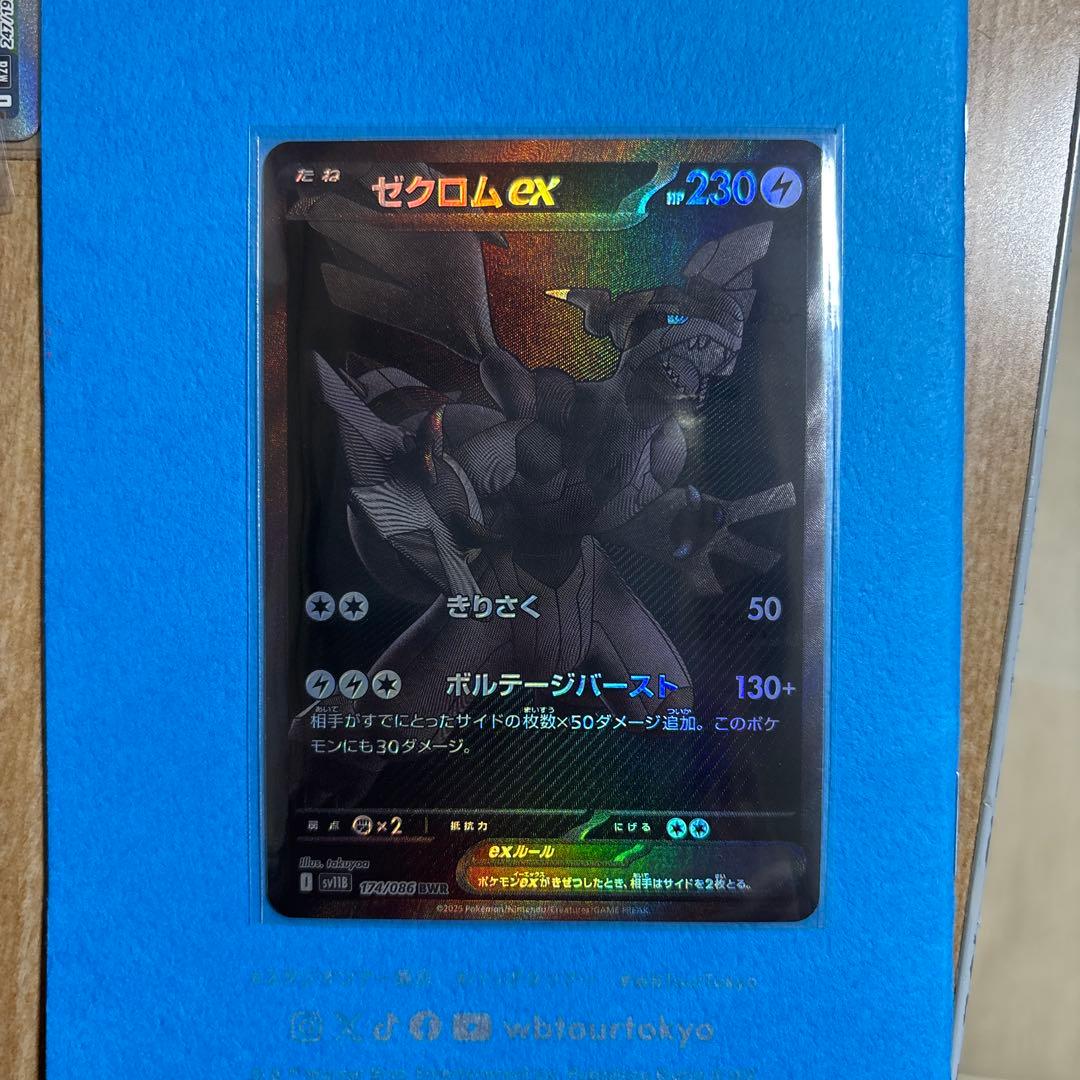 247/19
M2a
たね
ゼクロムex
HP230
きりさく
50
ボルテージバースト
130+
相手がすでにとったサイドの枚数×50ダメージ追加。このポケ
モンにも30ダメージ。
弱点
×2
抵抗力
にげる
exルール
ポケモンexがきぜつしたとき、相手はサイドを2枚とる。
Illus. takuyoa
I sv11B 174/086 BWR
©2025 Pokémon/Nintendo/Creatures/GAME FREAK.
#wbtourTokyo
wbtourtokyo